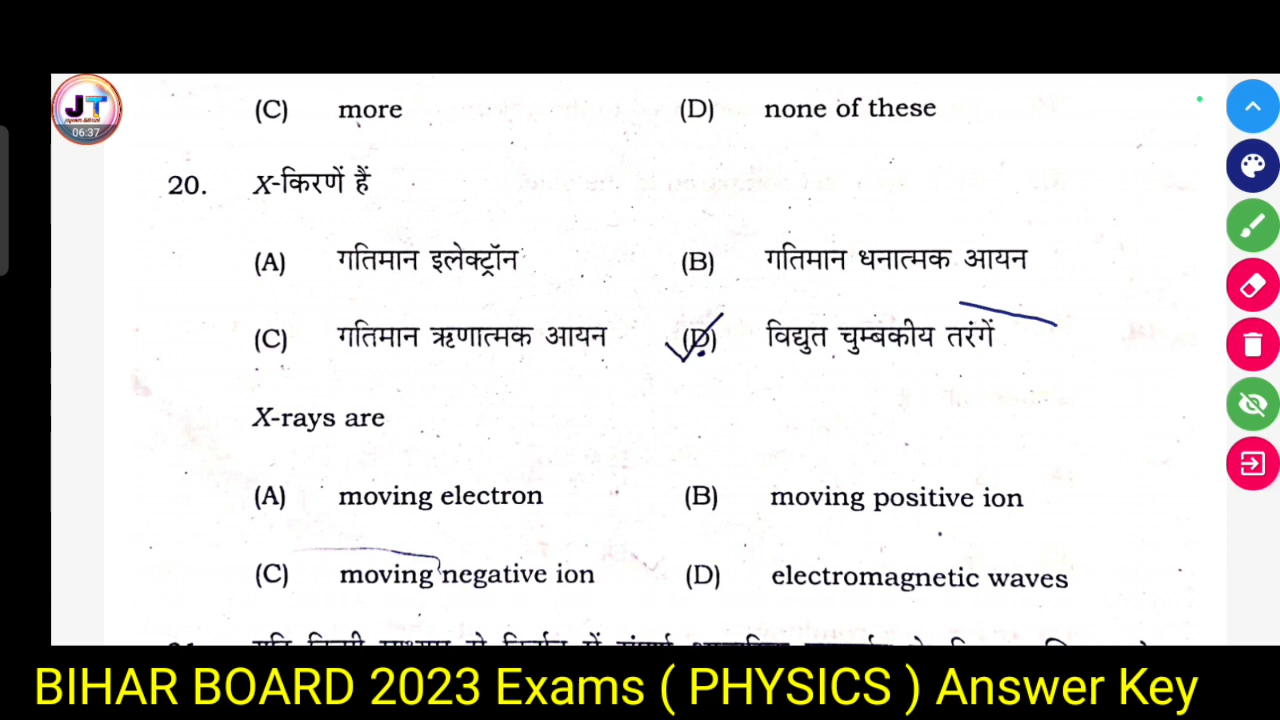 JT
06:37
(C) more (D) none of these
20. X-किरणें हैं
(A) गतिमान इलेक्ट्रॉन (B) गतिमान धनात्मक आयन
(C) गतिमान ऋणात्मक आयन (D) विद्युत चुम्बकीय तरंगें
X-rays are
(A) moving electron (B) moving positive ion
(C) moving negative ion (D) electromagnetic waves
BIHAR BOARD 2023 Exams ( PHYSICS ) Answer Key